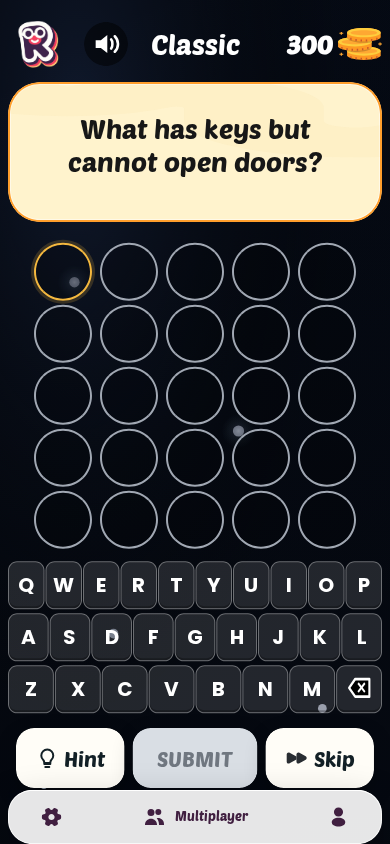 R
Classic
300
What has keys but
cannot open doors?
Q W E R T Y U I O P
A S D F G H J K L
Z X C V B N M X
Hint
SUBMIT
Skip
Multiplayer